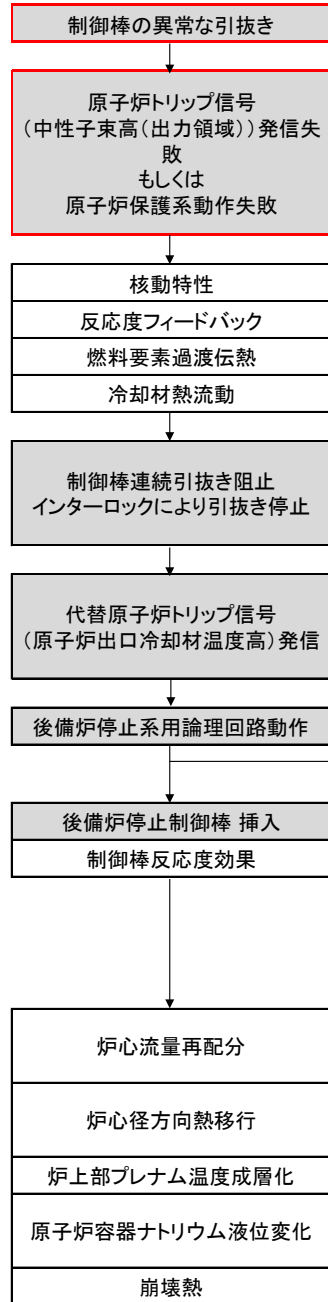 制御棒の異常な引抜き
原子炉トリップ信号
（中性子束高（出力領域））発信失
敗
もしくは
原子炉保護系動作失敗
核動特性
反応度フィードバック
燃料要素過渡伝熱
冷却材熱流動
制御棒連続引抜き阻止
インターロックにより引抜き停止
代替原子炉トリップ信号
（原子炉出口冷却材温度高）発信
後備炉停止系用論理回路動作
後備炉停止制御棒 挿入
制御棒反応度効果
炉心流量再配分
炉心径方向熱移行
炉上部プレナム温度成層化
原子炉容器ナトリウム液位変化
崩壊熱